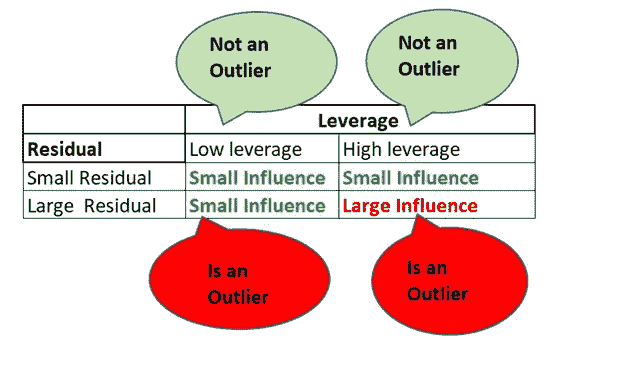 Not an
Outlier
Not an
Outlier
Leverage
Residual Low leverage High leverage
Small Residual Small Influence Small Influence
Large Residual Small Influence Large Influence
Is an
Outlier
Is an
Outlier